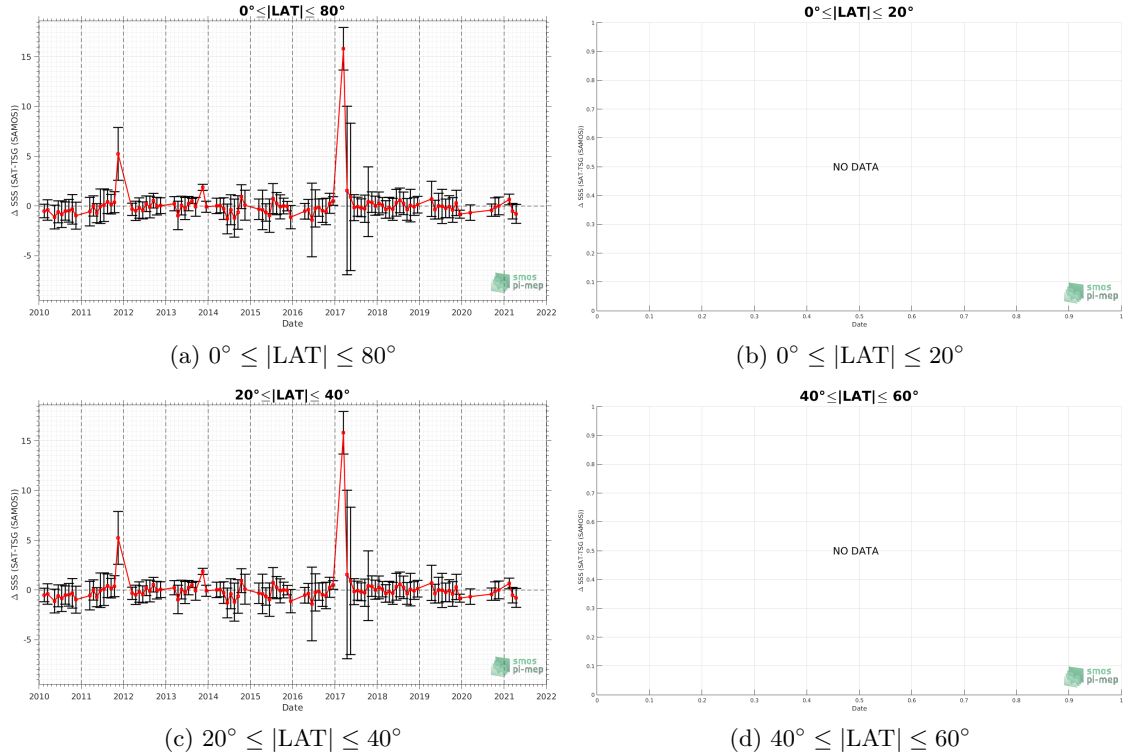 0°≤|LAT|≤ 80°
Δ SSS (SAT-TSG (SAMOS))
15
10
5
0
-5
2010 2011 2012 2013 2014 2015 2016 2017 2018 2019 2020 2021 2022
Date
smos
pi-mep
(a) 0° ≤ |LAT| ≤ 80°
0°≤|LAT|≤ 20°
Δ SSS (SAT-TSG (SAMOS))
1
0.9
0.8
0.7
0.6
0.5
0.4
0.3
0.2
0.1
0
NO DATA
0 0.1 0.2 0.3 0.4 0.5 0.6 0.7 0.8 0.9 1
Date
smos
pi-mep
(b) 0° ≤ |LAT| ≤ 20°
20°≤|LAT|≤ 40°
Δ SSS (SAT-TSG (SAMOS))
15
10
5
0
-5
2010 2011 2012 2013 2014 2015 2016 2017 2018 2019 2020 2021 2022
Date
smos
pi-mep
(c) 20° ≤ |LAT| ≤ 40°
40°≤|LAT|≤ 60°
Δ SSS (SAT-TSG (SAMOS))
1
0.9
0.8
0.7
0.6
0.5
0.4
0.3
0.2
0.1
0
NO DATA
0 0.1 0.2 0.3 0.4 0.5 0.6 0.7 0.8 0.9 1
Date
smos
pi-mep
(d) 40° ≤ |LAT| ≤ 60°